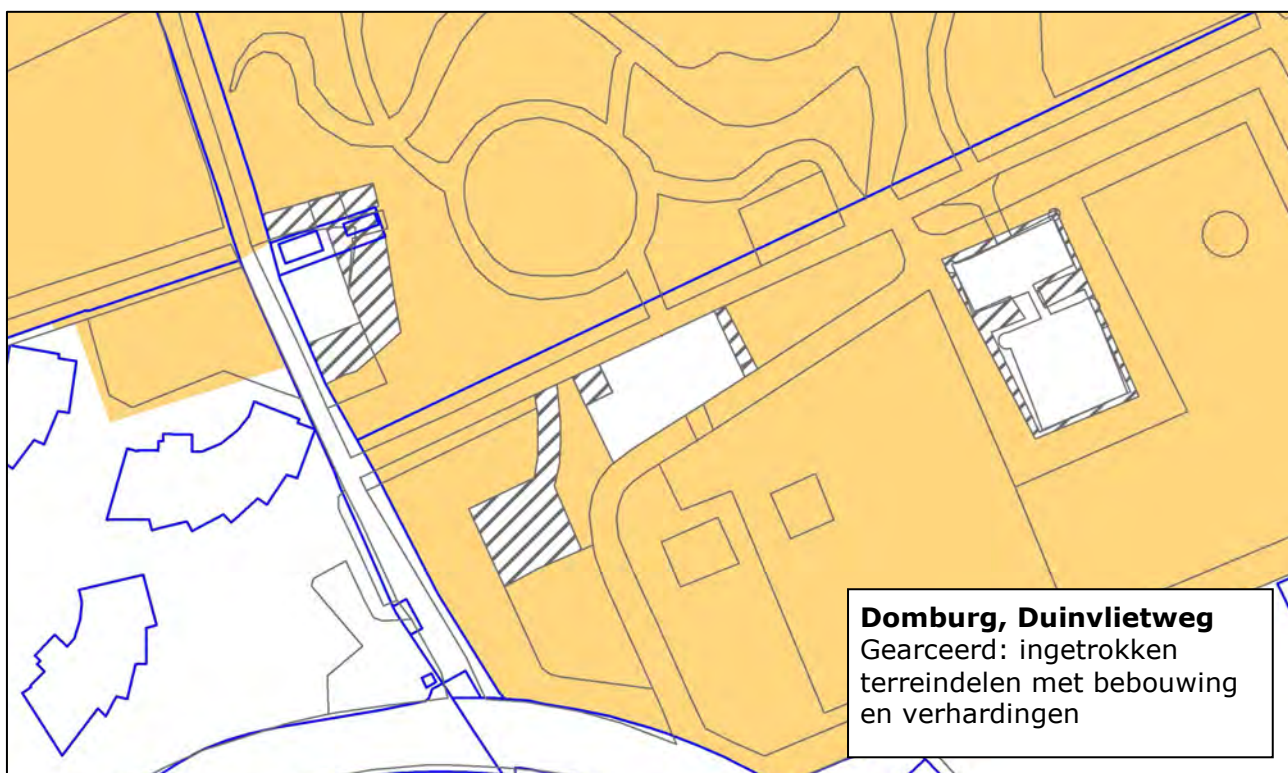 Domburg, Duinvlietweg
Gearceerd: ingetrokken
terreindelen met bebouwing
en verhardingen